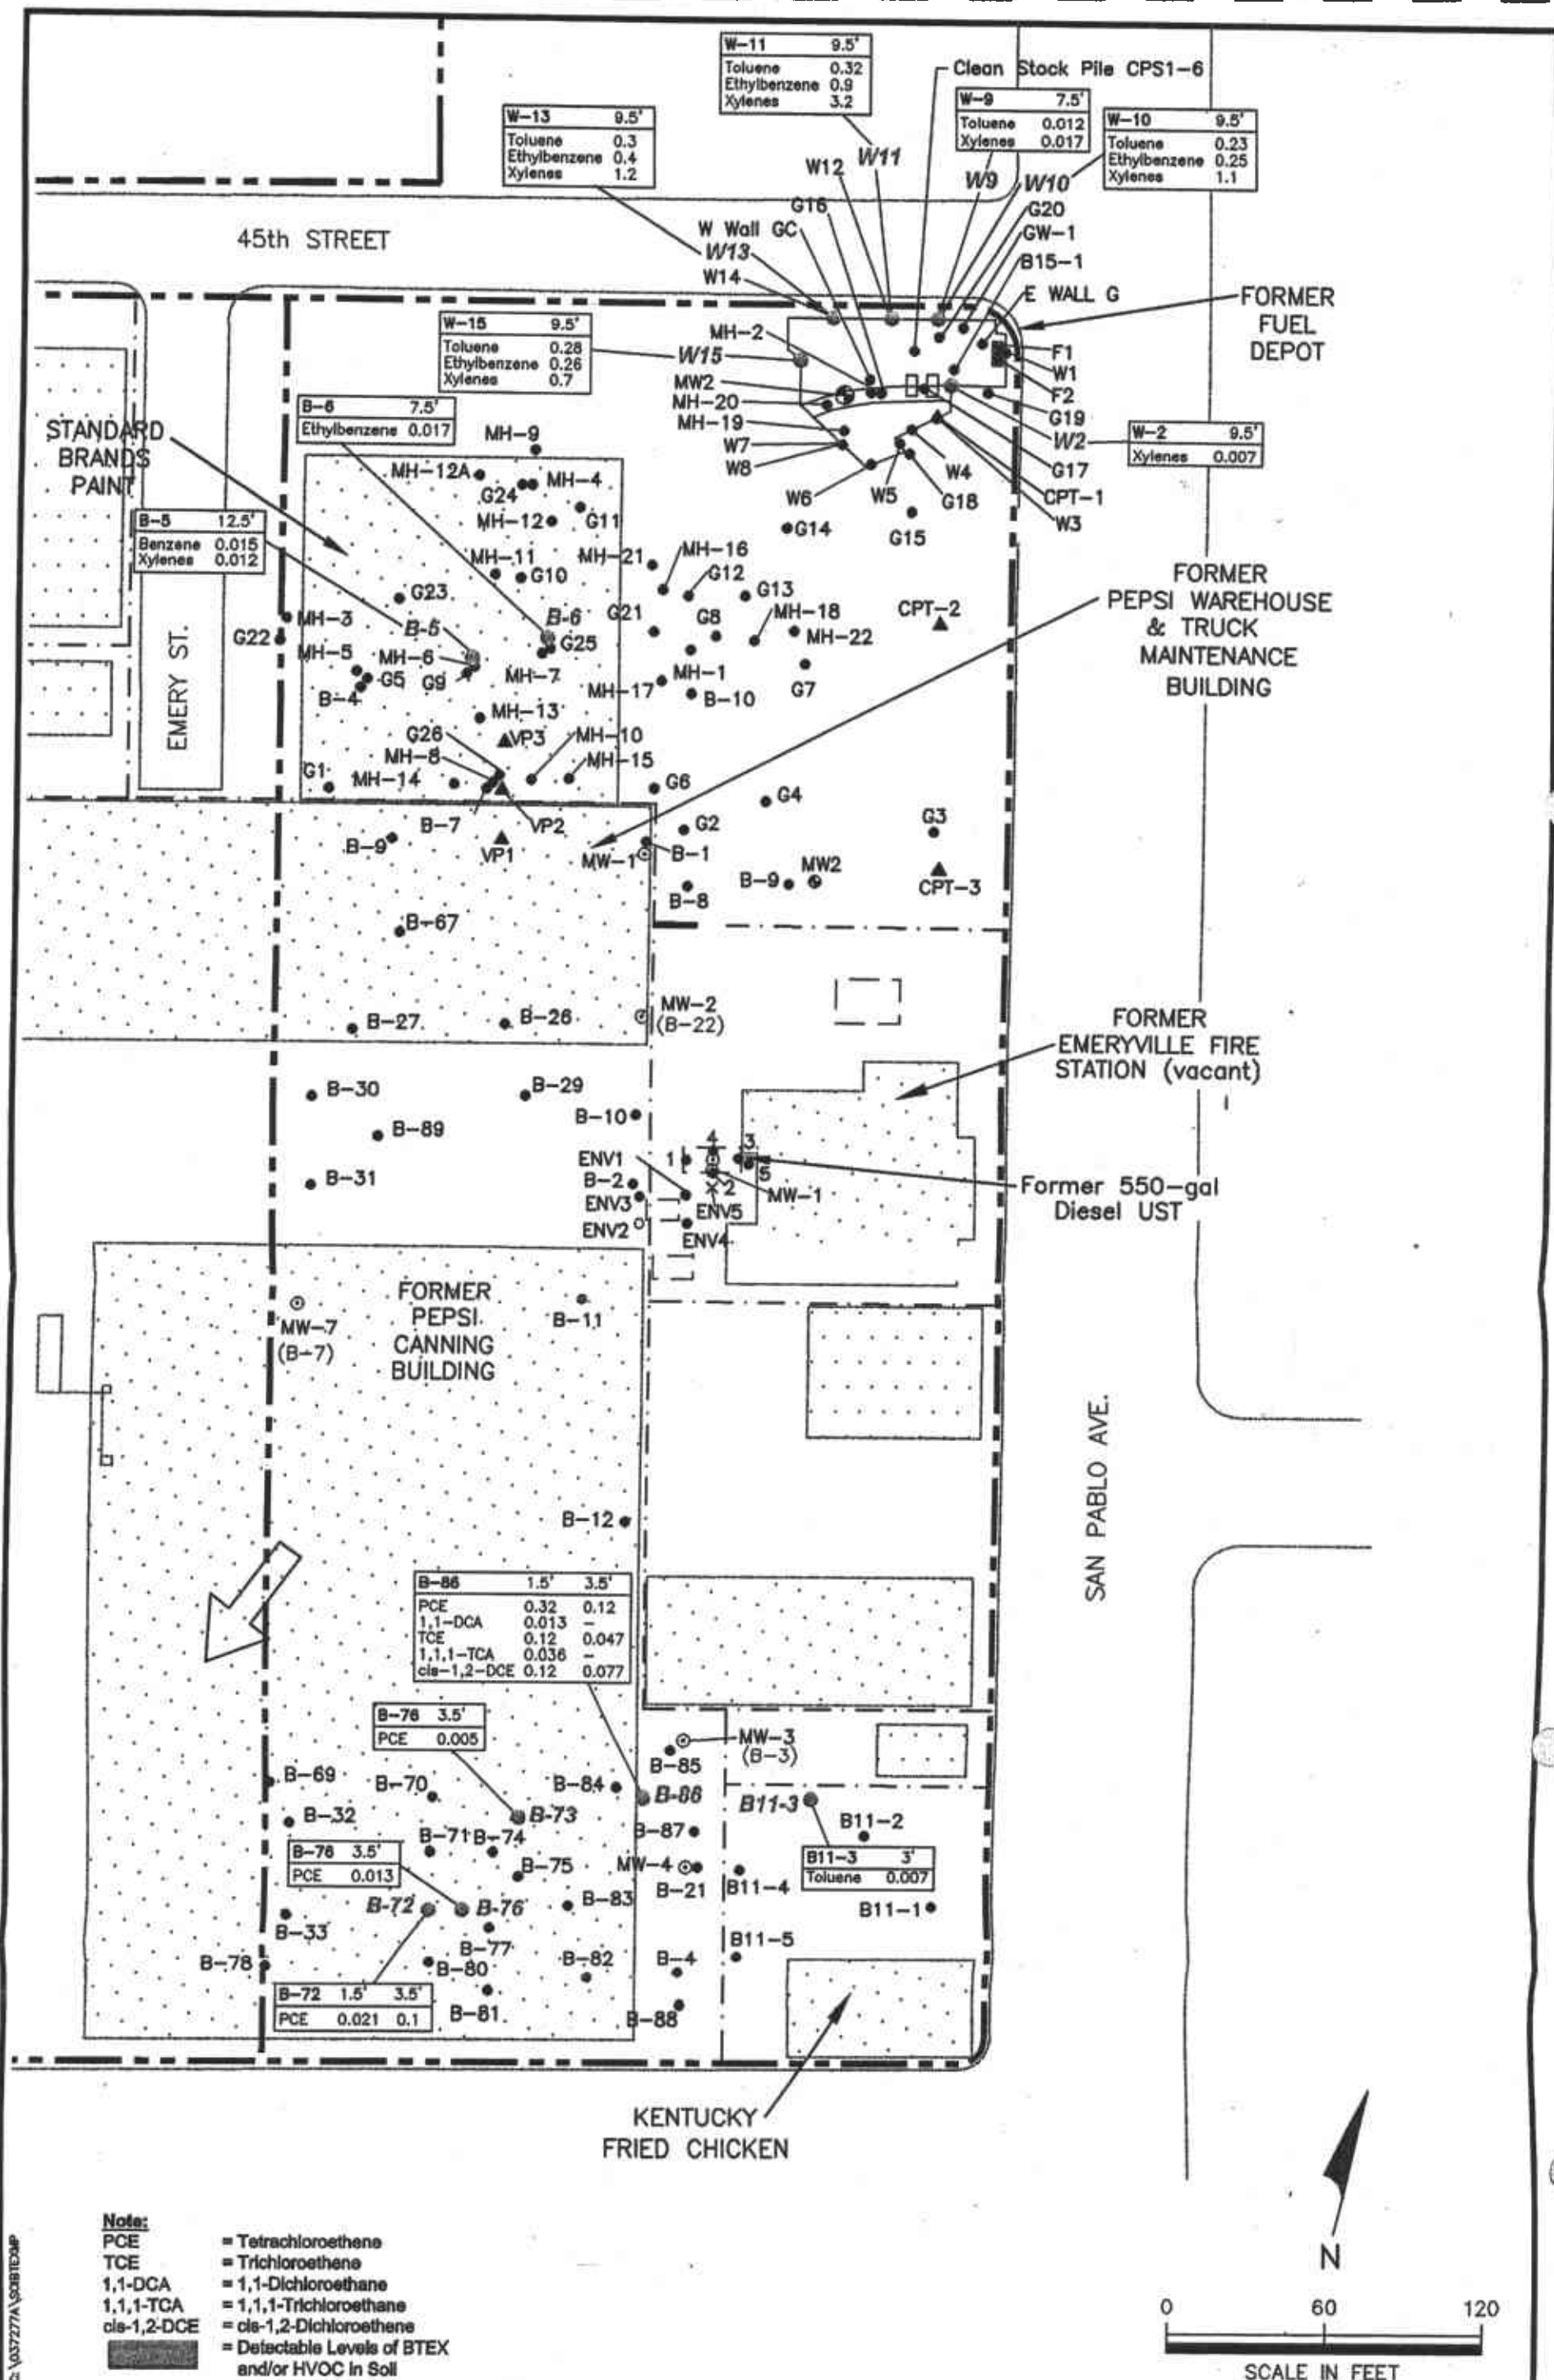 W-11 9.5'
Toluene 0.32
Ethylbenzene 0.9
Xylenes 3.2
Clean Stock Pile CPS1-6
W-9 7.5'
Toluene 0.012
Xylenes 0.017
W-10 9.5'
Toluene 0.23
Ethylbenzene 0.25
Xylenes 1.1
W-13 9.5'
Toluene 0.3
Ethylbenzene 0.4
Xylenes 1.2
W12
W11
W9
W10
G16
G20
W Wall GC
GW-1
45th STREET
W13
B15-1
W14
E WALL G
FORMER
FUEL
DEPOT
W-15 9.5'
Toluene 0.28
Ethylbenzene 0.26
Xylenes 0.7
MH-2
W15
F1
W1
F2
MW2
MH-20
G19
MH-19
W2
W-2 9.5'
Xylenes 0.007
W7
W8
W4
G17
W6
W5
G18
CPT-1
W3
B-6 7.5'
Ethylbenzene 0.017
STANDARD
BRANDS
PAINT
MH-9
MH-12A
G24
MH-4
MH-12
G11
G14
G15
B-5 12.5'
Benzene 0.015
Xylenes 0.012
MH-11
G10
MH-21
MH-16
G12
G13
FORMER
PEPSI WAREHOUSE
& TRUCK
MAINTENANCE
BUILDING
G23
MH-3
G22
B-5
B-6
G25
G21
G8
MH-18
MH-22
CPT-2
EMERY ST.
MH-5
MH-6
G5
G9
MH-7
B-4
MH-1
MH-17
B-10
G7
MH-13
G26
VP3
MH-10
MH-8
MH-15
G1
MH-14
G6
G4
B-7
VP2
G2
G3
B-9
VP1
MW-1
B-1
B-9
MW2
CPT-3
B-8
B-67
MW-2
(B-22)
B-27
B-26
FORMER
EMERYVILLE FIRE
STATION (vacant)
B-30
B-29
B-10
B-89
4
3
ENV1
1
5
B-31
B-2
2
MW-1
Former 550-gal
Diesel UST
ENV3
ENV5
ENV2
ENV4
FORMER
PEPSI
CANNING
BUILDING
MW-7
(B-7)
B-11
SAN PABLO AVE.
B-12
B-86 1.5' 3.5'
PCE 0.32 0.12
1,1-DCA 0.013 -
TCE 0.12 0.047
1,1,1-TCA 0.036 -
cis-1,2-DCE 0.12 0.077
B-76 3.5'
PCE 0.005
MW-3
(B-3)
B-85
B-69
B-70
B-84
B-86
B11-3
B-32
B-73
B11-2
B-71
B-74
B-87
B-76 3.5'
PCE 0.013
B-75
MW-4
B-21
B11-4
B11-3 3'
Toluene 0.007
B-72
B-76
B-83
B11-1
B-33
B-77
B11-5
B-78
B-80
B-82
B-4
B-72 1.5' 3.5'
PCE 0.021 0.1
B-81
B-88
KENTUCKY
FRIED CHICKEN
N
Note:
PCE = Tetrachloroethene
TCE = Trichloroethene
1,1-DCA = 1,1-Dichloroethane
1,1,1-TCA = 1,1,1-Trichloroethane
cis-1,2-DCE = cis-1,2-Dichloroethene
= Detectable Levels of BTEX
and/or HVOC in Soil
0 60 120
SCALE IN FEET